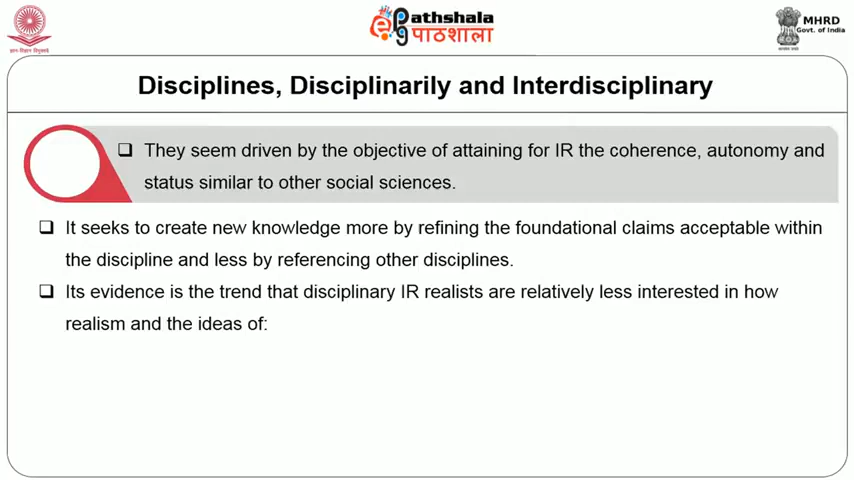 ePathshala
पाठशाला
MHRD
Govt. of India
Disciplines, Disciplinarily and Interdisciplinary
They seem driven by the objective of attaining for IR the coherence, autonomy and
status similar to other social sciences.
It seeks to create new knowledge more by refining the foundational claims acceptable within
the discipline and less by referencing other disciplines.
Its evidence is the trend that disciplinary IR realists are relatively less interested in how
realism and the ideas of: